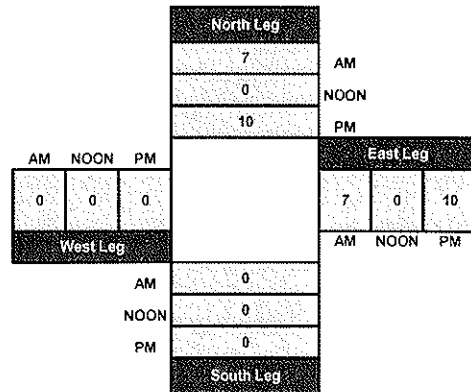 North Leg
7 AM
0 NOON
10 PM
AM NOON PM
East Leg
0 0 0
7 0 10
West Leg
AM NOON PM
AM 0
NOON 0
PM 0
South Leg